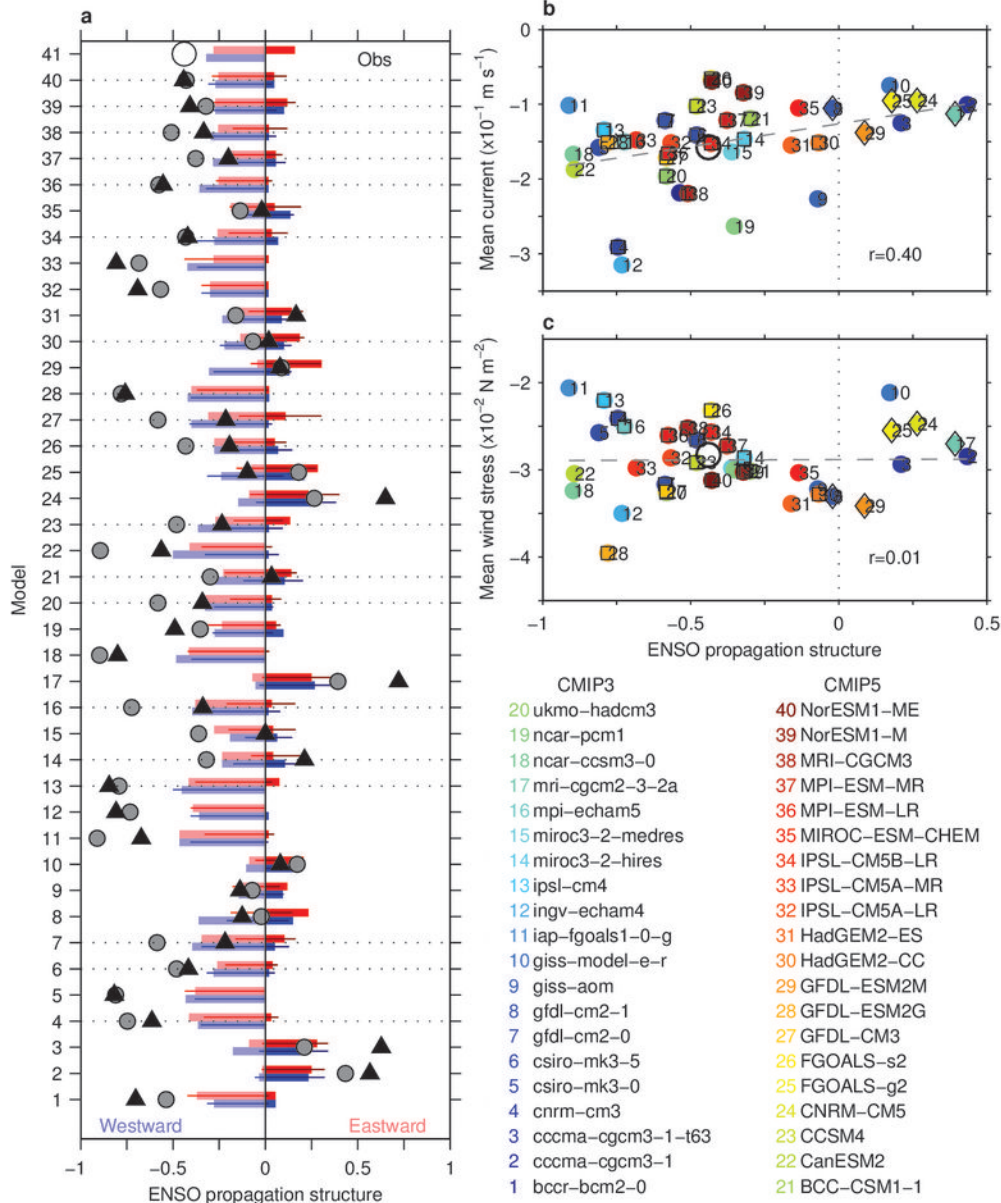 a
Obs
41
40
39
38
37
36
35
34
33
32
31
30
29
28
27
26
25
24
23
22
21
20
19
18
17
16
15
14
13
12
11
10
9
8
7
6
5
4
3
2
1
Model
Westward
Eastward
−1
−0.75
−0.5
−0.25
0
0.25
0.5
1
ENSO propagation structure
b
Mean current (×10⁻¹ m s⁻¹)
0
−1
−2
−3
r=0.40
c
Mean wind stress (×10⁻² N m⁻²)
−2
−3
−4
r=0.01
−1
−0.5
0
0.5
ENSO propagation structure
CMIP3
20 ukmo−hadcm3
19 ncar−pcm1
18 ncar−ccsm3−0
17 mri−cgcm2−3−2a
16 mpi−echam5
15 miroc3−2−medres
14 miroc3−2−hires
13 ipsl−cm4
12 ingv−echam4
11 iap−fgoals1−0−g
10 giss−model−e−r
9 giss−aom
8 gfdl−cm2−1
7 gfdl−cm2−0
6 csiro−mk3−5
5 csiro−mk3−0
4 cnrm−cm3
3 cccma−cgcm3−1−t63
2 cccma−cgcm3−1
1 bccr−bcm2−0
CMIP5
40 NorESM1−ME
39 NorESM1−M
38 MRI−CGCM3
37 MPI−ESM−MR
36 MPI−ESM−LR
35 MIROC−ESM−CHEM
34 IPSL−CM5B−LR
33 IPSL−CM5A−MR
32 IPSL−CM5A−LR
31 HadGEM2−ES
30 HadGEM2−CC
29 GFDL−ESM2M
28 GFDL−ESM2G
27 GFDL−CM3
26 FGOALS−s2
25 FGOALS−g2
24 CNRM−CM5
23 CCSM4
22 CanESM2
21 BCC−CSM1−1